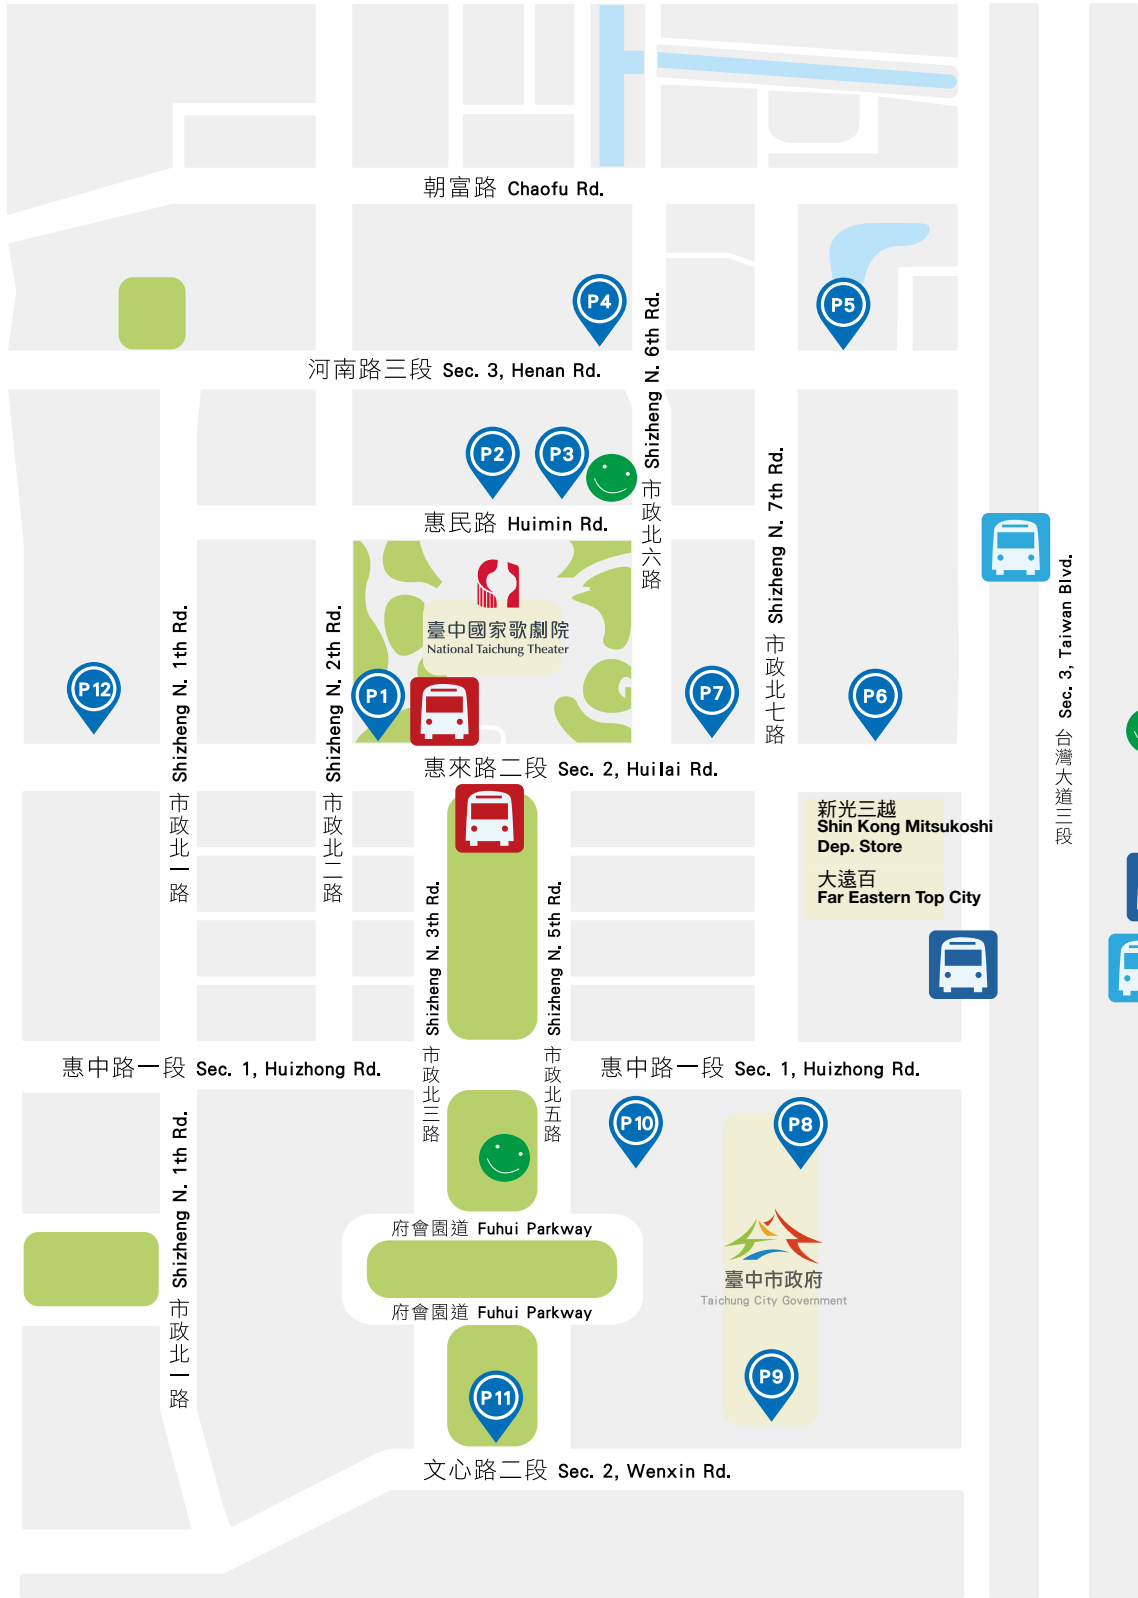 朝富路 Chaofu Rd.
P4
P5
Shizheng N. 6th Rd.
市政北六路
河南路三段 Sec. 3, Henan Rd.
P2
P3
Shizheng N. 7th Rd.
市政北七路
惠民路 Huimin Rd.
臺中國家歌劇院
National Taichung Theater
Sec. 3, Taiwan Blvd.
台灣大道三段
Shizheng N. 1th Rd.
市政北一路
Shizheng N. 2th Rd.
市政北二路
P12
P1
P7
P6
惠來路二段 Sec. 2, Huilai Rd.
新光三越
Shin Kong Mitsukoshi
Dep. Store
大遠百
Far Eastern Top City
Shizheng N. 3th Rd.
市政北三路
Shizheng N. 5th Rd.
市政北五路
惠中路一段 Sec. 1, Huizhong Rd.
惠中路一段 Sec. 1, Huizhong Rd.
P10
P8
Shizheng N. 1th Rd.
市政北一路
府會園道 Fuhui Parkway
臺中市政府
Taichung City Government
府會園道 Fuhui Parkway
P9
P11
文心路二段 Sec. 2, Wenxin Rd.